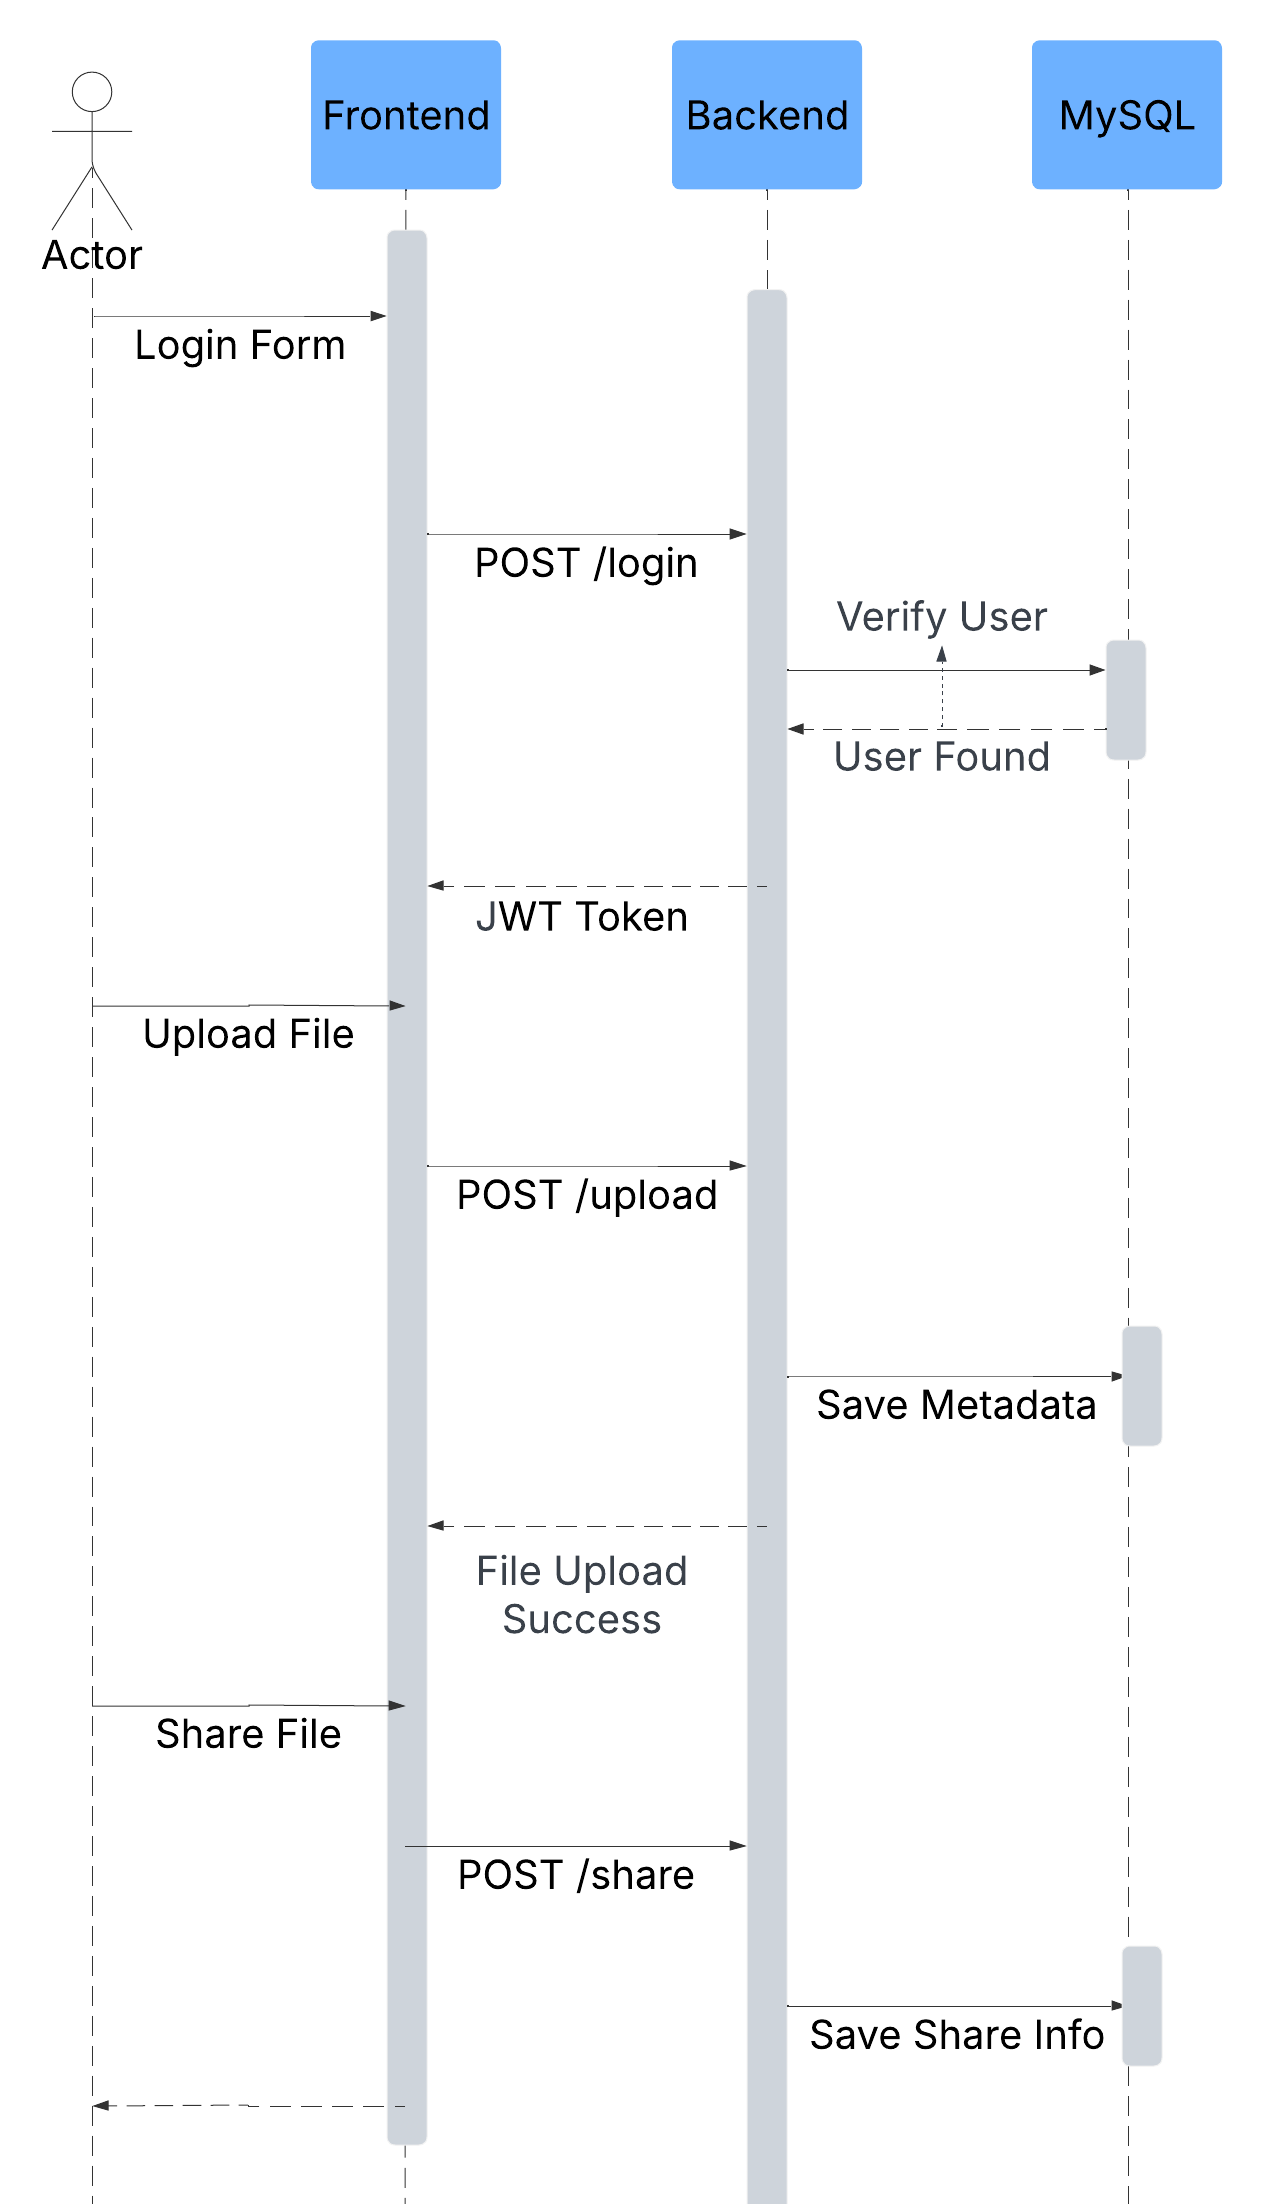 Frontend
Backend
MySQL
Actor
Login Form
POST /login
Verify User
User Found
JWT Token
Upload File
POST /upload
Save Metadata
File Upload
Success
Share File
POST /share
Save Share Info